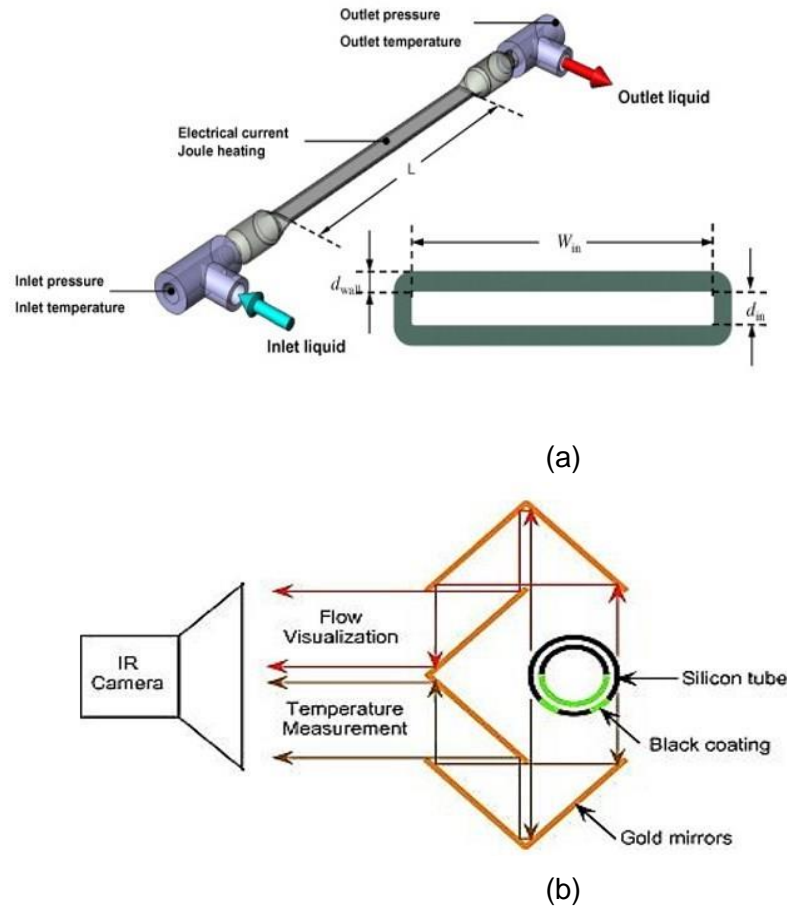 Outlet pressure
Outlet temperature
Outlet liquid
Electrical current
Joule heating
L
Inlet pressure
Inlet temperature
Inlet liquid
W_in
d_wall
d_in
(a)
IR
Camera
Flow
Visualization
Temperature
Measurement
Silicon tube
Black coating
Gold mirrors
(b)